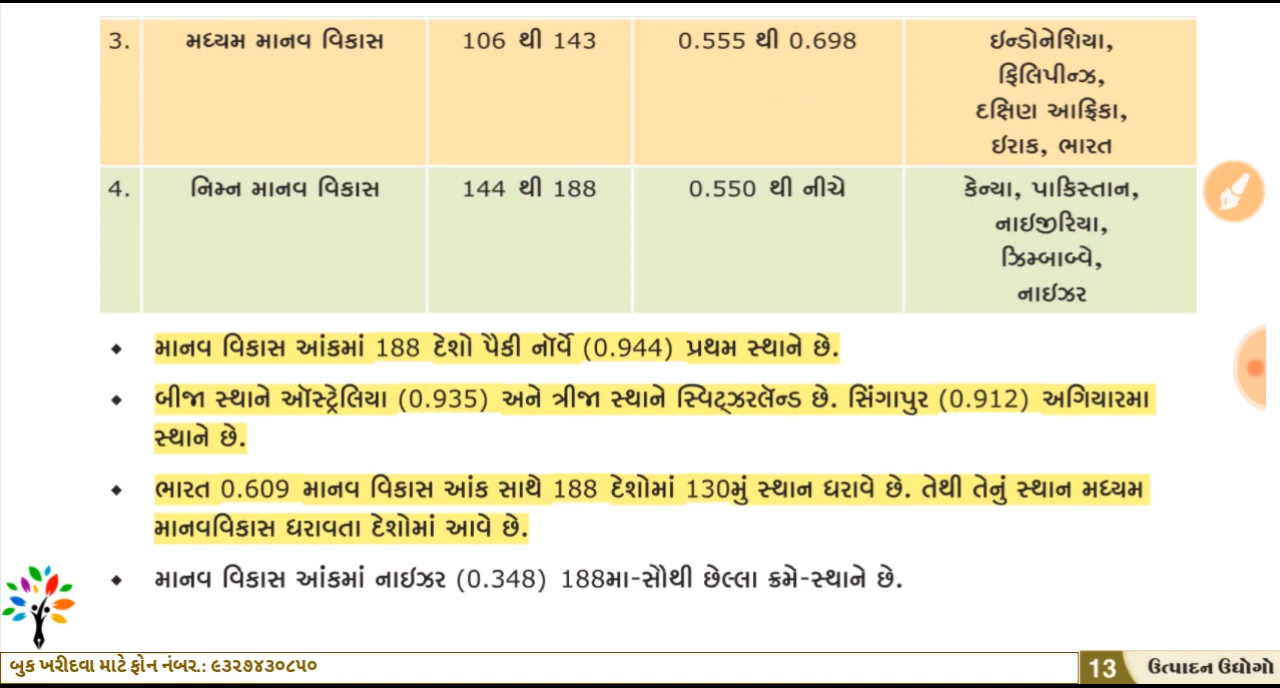 3. મધ્યમ માનવ વિકાસ 106 થી 143 0.555 થી 0.698 ઇન્ડોનેશિયા,
ફિલિપીન્ઝ,
દક્ષિણ આફ્રિકા,
ઇરાક, ભારત
4. નિમ્ન માનવ વિકાસ 144 થી 188 0.550 થી નીચે કેન્યા, પાકિસ્તાન,
નાઇજીરિયા,
ઝિમ્બાબ્વે,
નાઇઝર
માનવ વિકાસ આંકમાં 188 દેશો પૈકી નૉર્વે (0.944) પ્રથમ સ્થાને છે.
બીજા સ્થાને ઑસ્ટ્રેલિયા (0.935) અને ત્રીજા સ્થાને સ્વિટ્ઝરલૅન્ડ છે. સિંગાપુર (0.912) અગિયારમા
સ્થાને છે.
ભારત 0.609 માનવ વિકાસ આંક સાથે 188 દેશોમાં 130મું સ્થાન ધરાવે છે. તેથી તેનું સ્થાન મધ્યમ
માનવવિકાસ ધરાવતા દેશોમાં આવે છે.
માનવ વિકાસ આંકમાં નાઇઝર (0.348) 188મા-સૌથી છેલ્લા ક્રમે-સ્થાને છે.
બુક ખરીદવા માટે ફોન નંબર.: ૯૩૨૭૪૩૦૮૫૦ 13 ઉત્પાદન ઉદ્યોગો